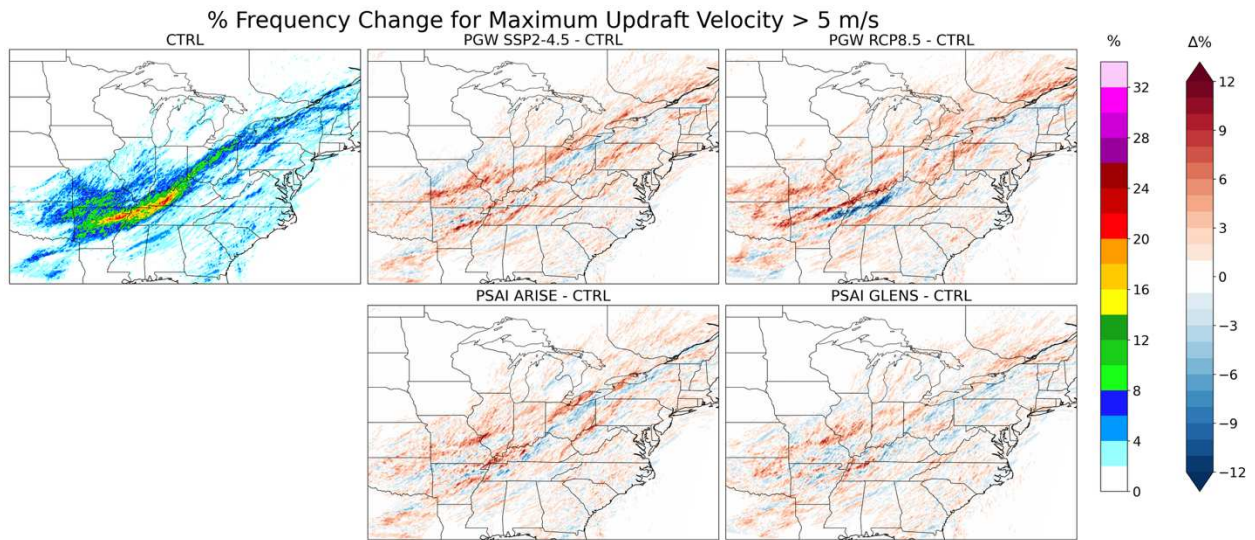 % Frequency Change for Maximum Updraft Velocity > 5 m/s
CTRL
PGW SSP2-4.5 - CTRL
PGW RCP8.5 - CTRL
PSAI ARISE - CTRL
PSAI GLENS - CTRL
%
32
28
24
20
16
12
8
4
0
Δ%
12
9
6
3
0
−3
−6
−9
−12